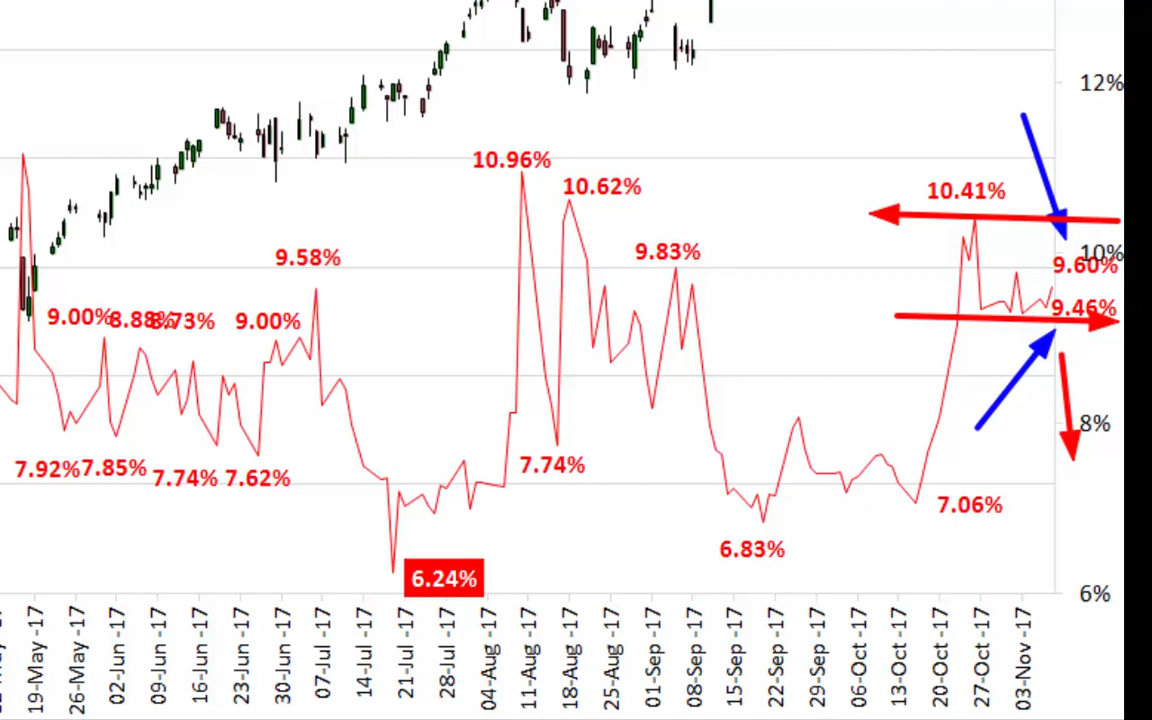 12%
10.96%
10.62%
10.41%
9.83%
9.58%
10%
9.60%
9.46%
9.00%
8.88%
8.73%
9.00%
8%
7.92%
7.85%
7.74%
7.62%
7.74%
7.06%
6.83%
6.24%
6%
19-May -17
26-May -17
02-Jun -17
09-Jun -17
16-Jun -17
23-Jun -17
30-Jun -17
07-Jul -17
14-Jul -17
21-Jul -17
28-Jul -17
04-Aug -17
11-Aug -17
18-Aug -17
25-Aug -17
01-Sep -17
08-Sep -17
15-Sep -17
22-Sep -17
29-Sep -17
06-Oct -17
13-Oct -17
20-Oct -17
27-Oct -17
03-Nov -17